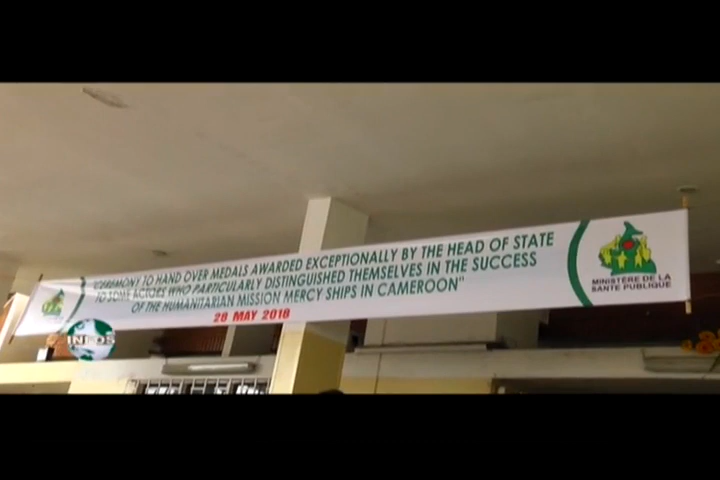 "CEREMONY TO HAND OVER MEDALS AWARDED EXCEPTIONALLY BY THE HEAD OF STATE
TO SOME ACTORS WHO PARTICULARLY DISTINGUISHED THEMSELVES IN THE SUCCESS
OF THE HUMANITARIAN MISSION MERCY SHIPS IN CAMEROON"
28 MAY 2018
MINISTÈRE DE LA
SANTE PUBLIQUE
INFOS